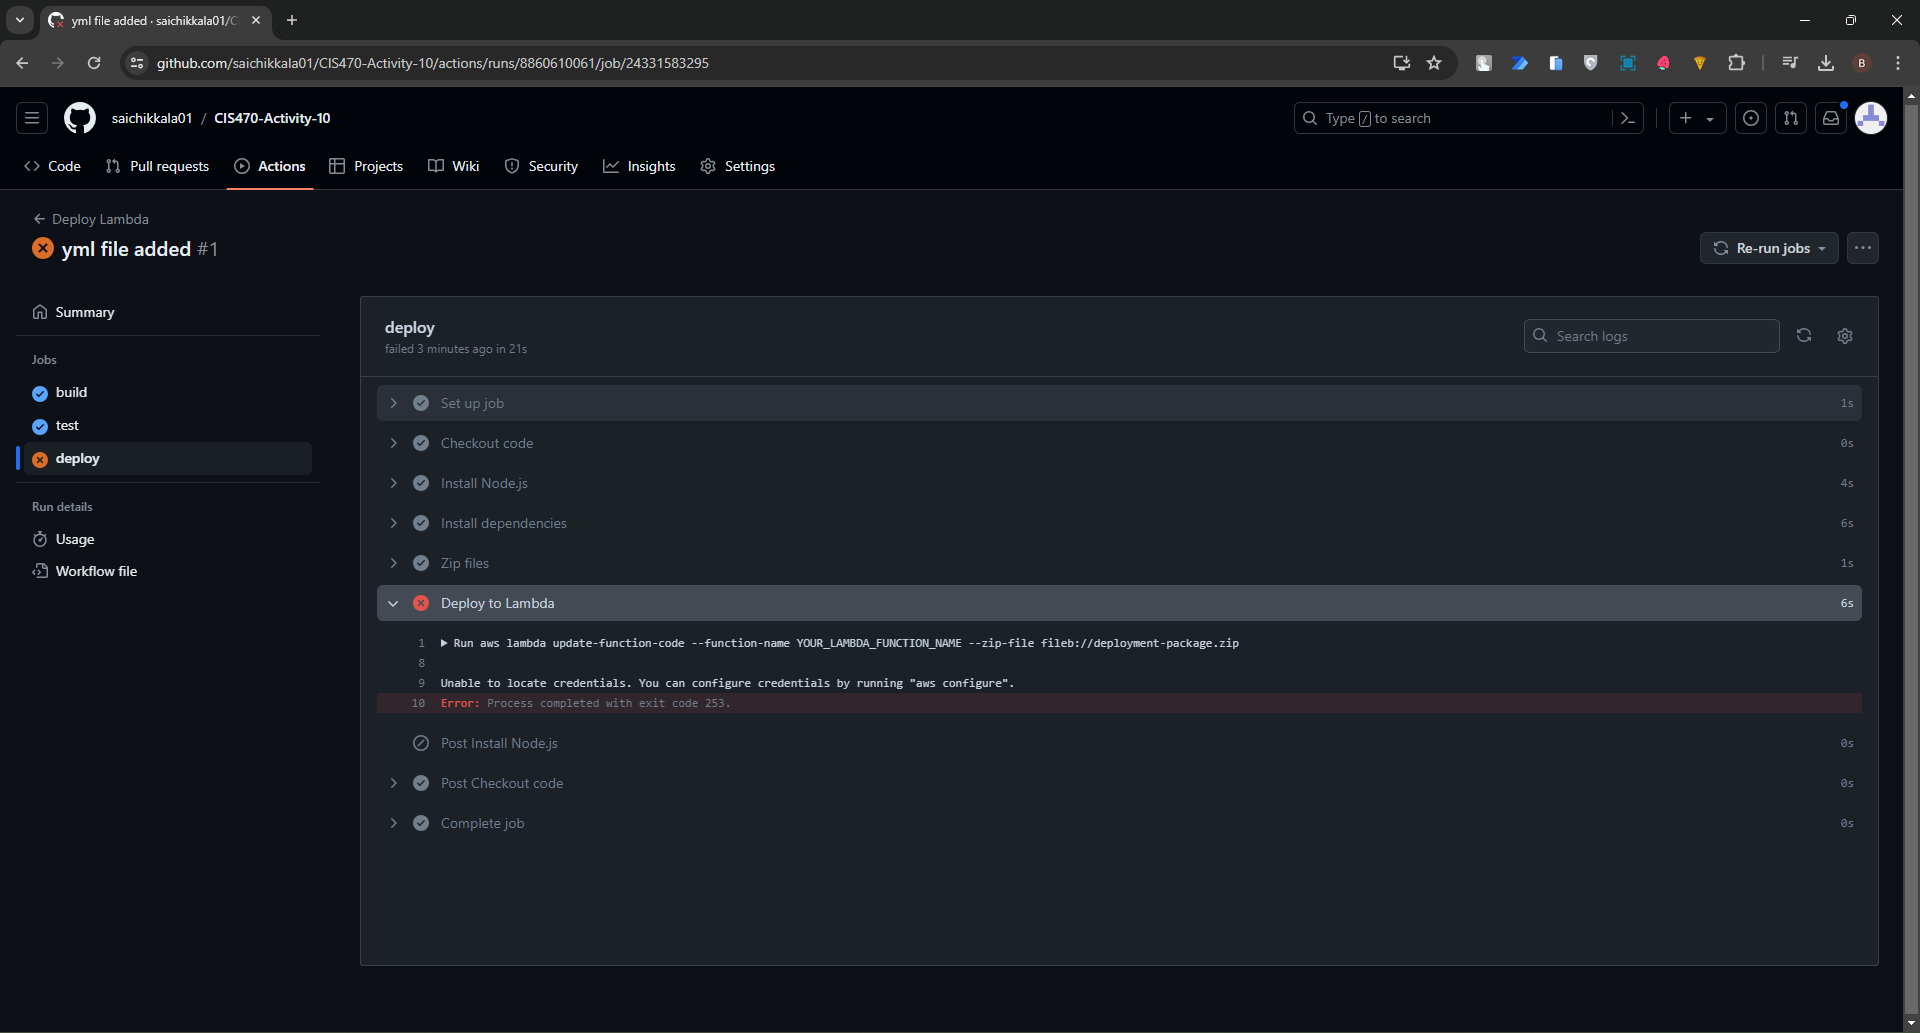 yml file added · saichikkala01/C
github.com/saichikkala01/CIS470-Activity-10/actions/runs/8860610061/job/24331583295
B
saichikkala01 / CIS470-Activity-10
Type / to search
Code Pull requests Actions Projects Wiki Security Insights Settings
Deploy Lambda
yml file added #1
Re-run jobs
Summary
Jobs
build
test
deploy
Run details
Usage
Workflow file
deploy
failed 3 minutes ago in 21s
Search logs
Set up job 1s
Checkout code 0s
Install Node.js 4s
Install dependencies 6s
Zip files 1s
Deploy to Lambda 6s
1 Run aws lambda update-function-code --function-name YOUR_LAMBDA_FUNCTION_NAME --zip-file fileb://deployment-package.zip
8
9 Unable to locate credentials. You can configure credentials by running "aws configure".
10 Error: Process completed with exit code 253.
Post Install Node.js 0s
Post Checkout code 0s
Complete job 0s